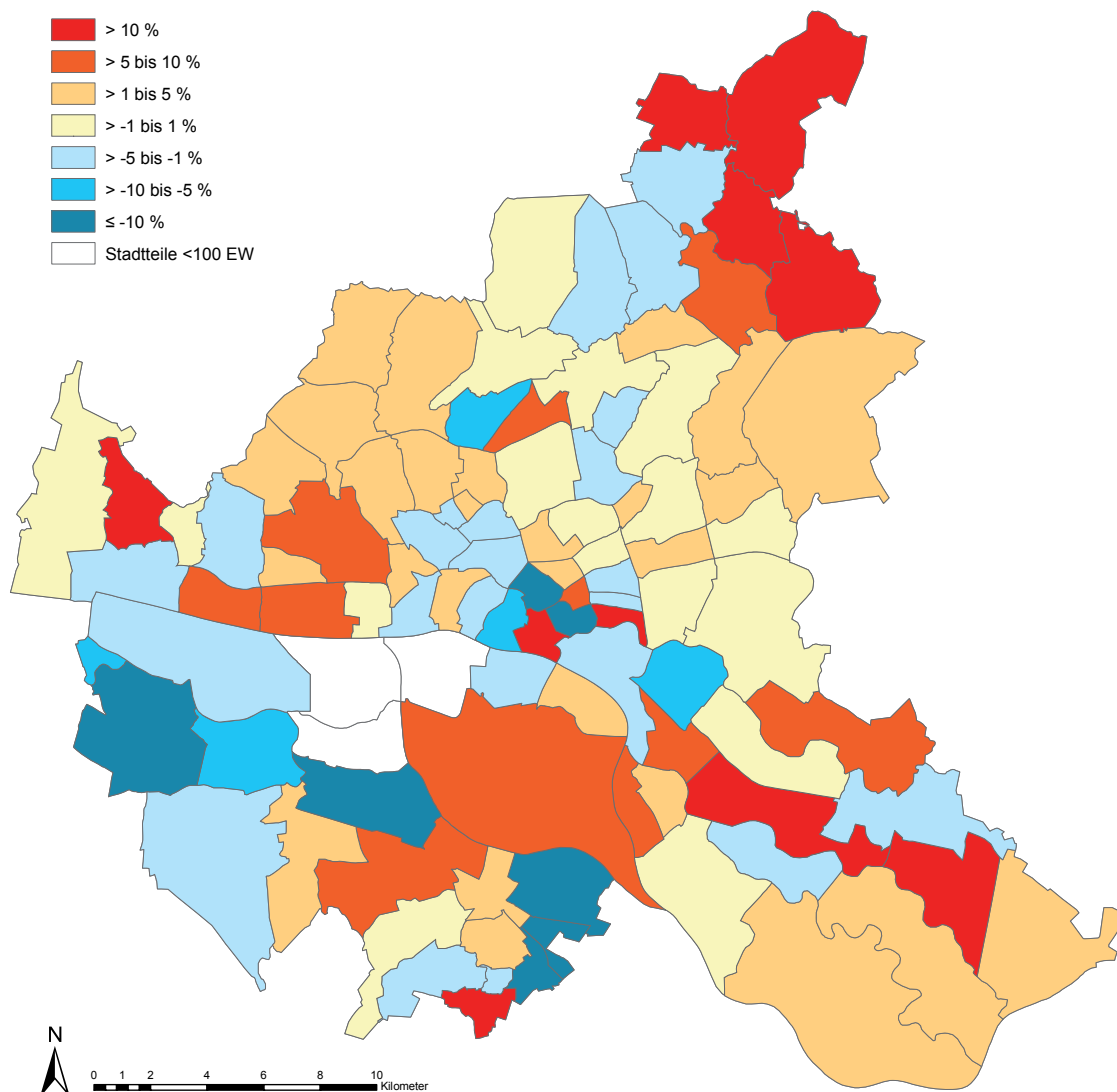 > 10 %
> 5 bis 10 %
> 1 bis 5 %
> -1 bis 1 %
> -5 bis -1 %
> -10 bis -5 %
≤ -10 %
Stadtteile <100 EW
N
0 1 2 4 6 8 10
Kilometer